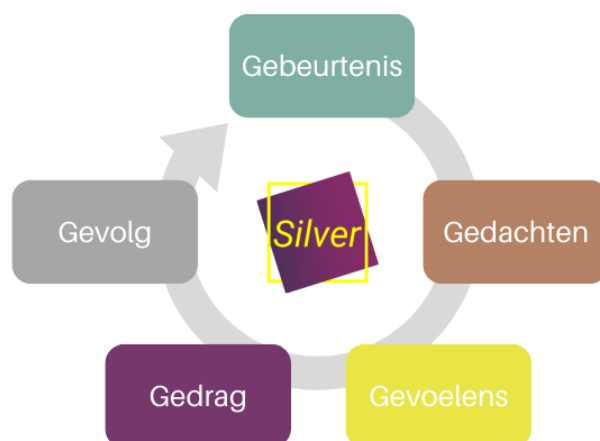 Gebeurtenis
Gedachten
Gevoelens
Gedrag
Gevolg
Silver